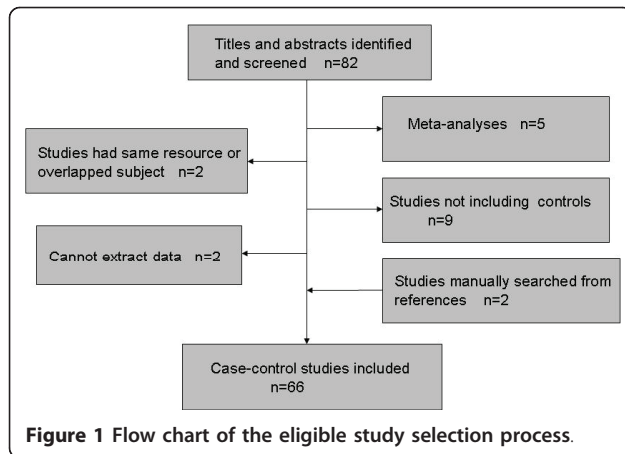 Titles and abstracts identified
and screened n=82
Meta-analyses n=5
Studies had same resource or
overlapped subject n=2
Studies not including controls
n=9
Cannot extract data n=2
Studies manually searched from
references n=2
Case-control studies included
n=66
Figure 1 Flow chart of the eligible study selection process.